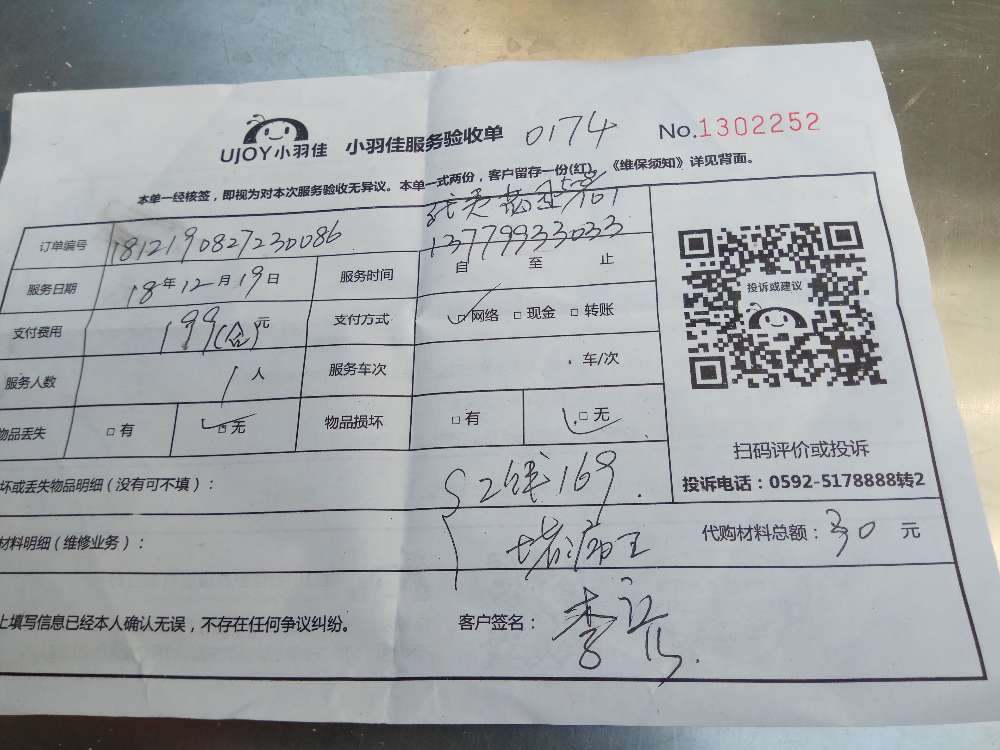 UJOY小羽佳 小羽佳服务验收单 0174 No.1302252
本单一经核签，即视为对本次服务验收无异议。本单一式两份，客户留存一份(红)，《维保须知》详见背面。
订单编号 1812190827230086 13779933033
服务日期 18年12月19日 服务时间 自 至 止
支付费用 199(含)元 支付方式 □网络 □现金 □转账
服务人数 1人 服务车次 车/次
物品丢失 □有 □无 物品损坏 □有 □无
投诉或建议
扫码评价或投诉
投诉电话：0592-5178888转2
坏或丢失物品明细（没有可不填）： 169
材料明细（维修业务）： 堵漏王 代购材料总额：30元
上填写信息已经本人确认无误，不存在任何争议纠纷。 客户签名： 李